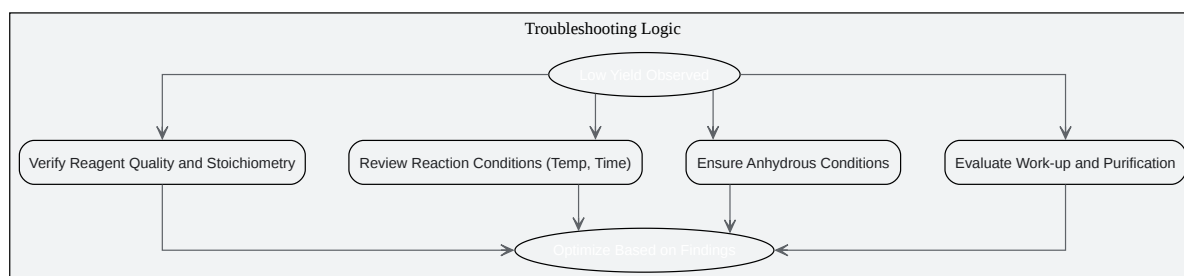 Troubleshooting Logic
Low Yield Observed
Verify Reagent Quality and Stoichiometry
Review Reaction Conditions (Temp, Time)
Ensure Anhydrous Conditions
Evaluate Work-up and Purification
Optimize Based on Findings